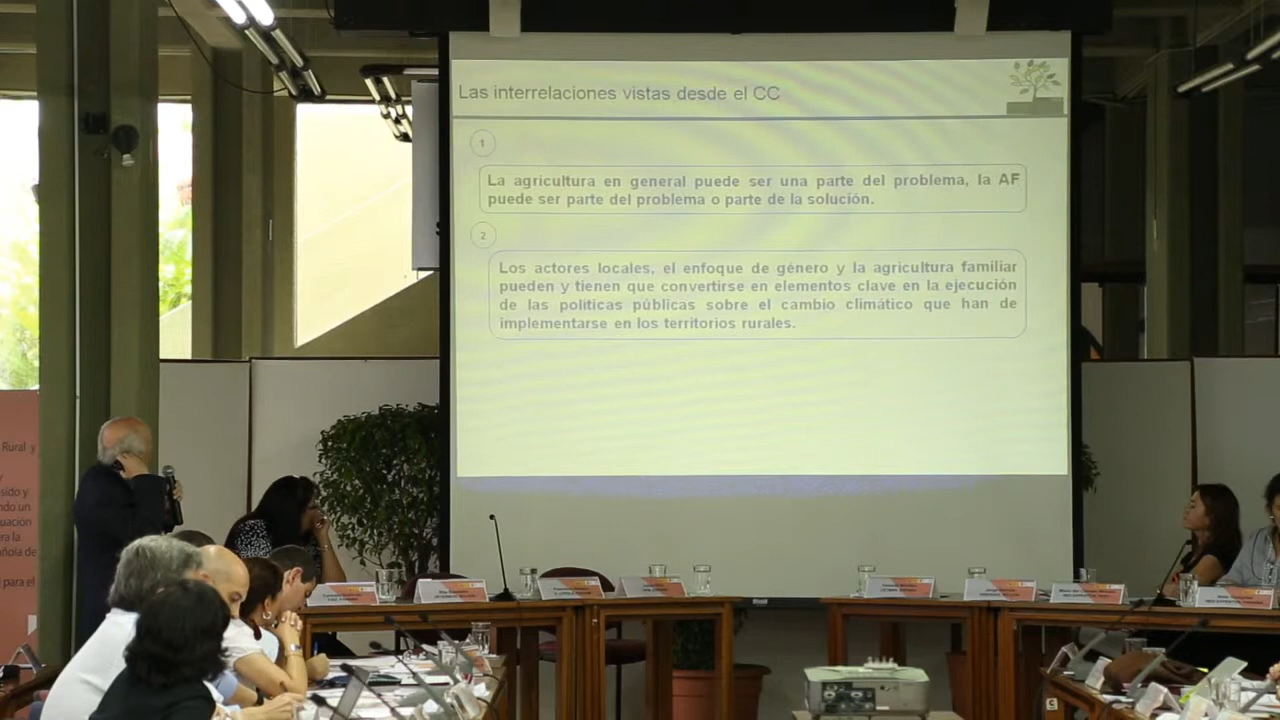 Las interrelaciones vistas desde el CC
1
La agricultura en general puede ser una parte del problema, la AF
puede ser parte del problema o parte de la solución.
2
Los actores locales, el enfoque de género y la agricultura familiar
pueden y tienen que convertirse en elementos clave en la ejecución
de las políticas públicas sobre el cambio climático que han de
implementarse en los territorios rurales.
Rural y
y
sido y
ndo un
uación
ra la
ñola de
para el